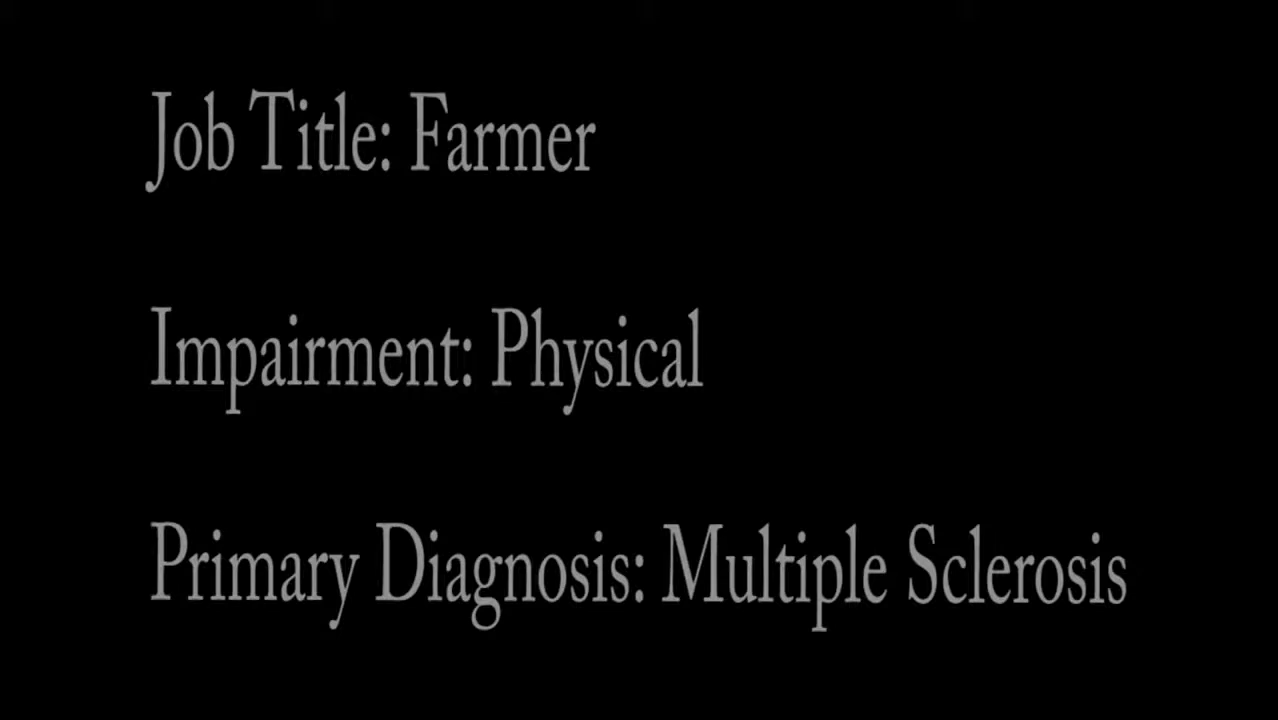 Job Title: Farmer
Impairment: Physical
Primary Diagnosis: Multiple Sclerosis